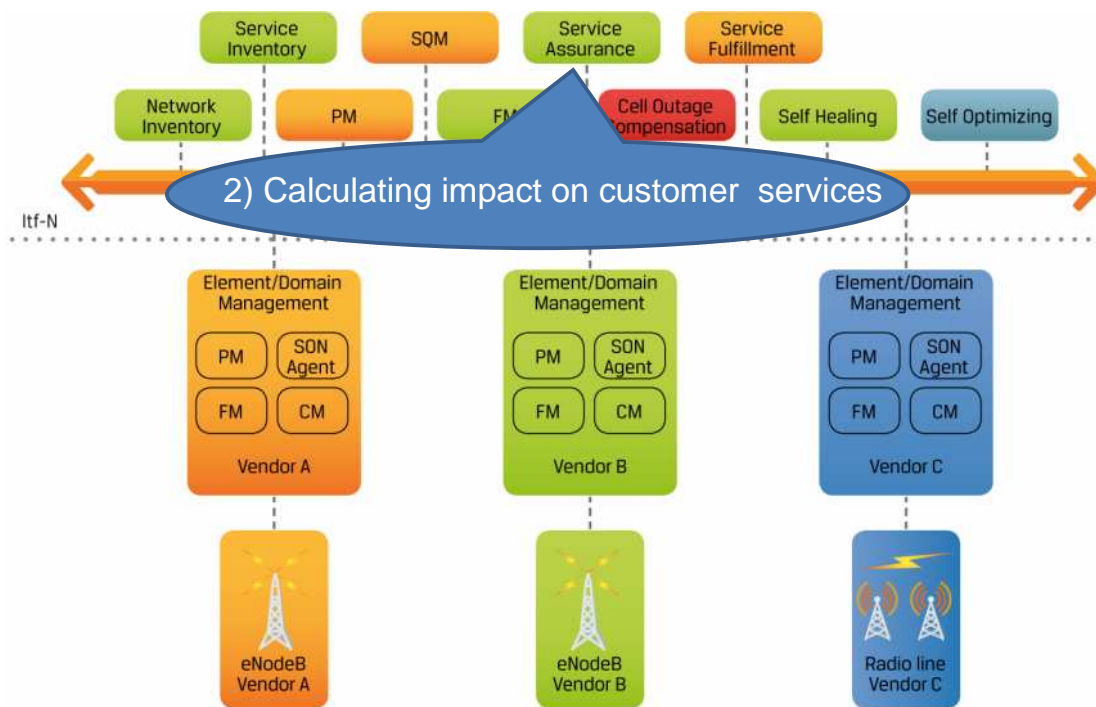 Service
Inventory
SQM
Service
Assurance
Service
Fulfillment
Network
Inventory
PM
FM
Cell Outage
Compensation
Self Healing
Self Optimizing
2) Calculating impact on customer services
Itf-N
Element/Domain
Management
PM
SON
Agent
FM
CM
Vendor A
Element/Domain
Management
PM
SON
Agent
FM
CM
Vendor B
Element/Domain
Management
PM
SON
Agent
FM
CM
Vendor C
eNodeB
Vendor A
eNodeB
Vendor B
Radio line
Vendor C